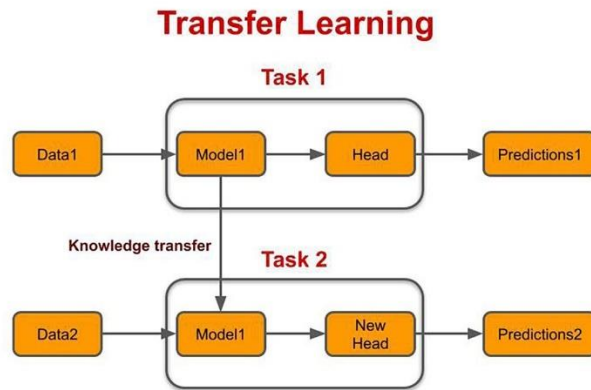 Transfer Learning
Task 1
Data1
Model1
Head
Predictions1
Knowledge transfer
Task 2
Data2
Model1
New
Head
Predictions2